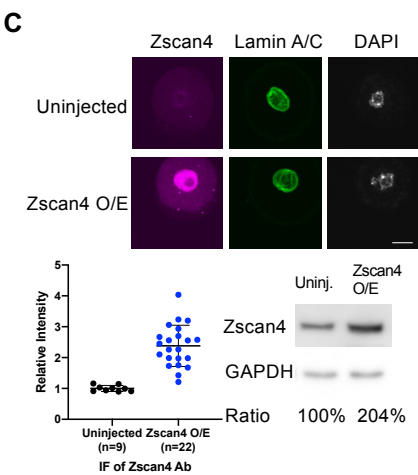 C
Zscan4 Lamin A/C DAPI
Uninjected
Zscan4 O/E
5
4
3
2
1
0
Relative Intensity
Uninjected Zscan4 O/E
(n=9) (n=22)
IF of Zscan4 Ab
Uninj. Zscan4
O/E
Zscan4
GAPDH
Ratio 100% 204%